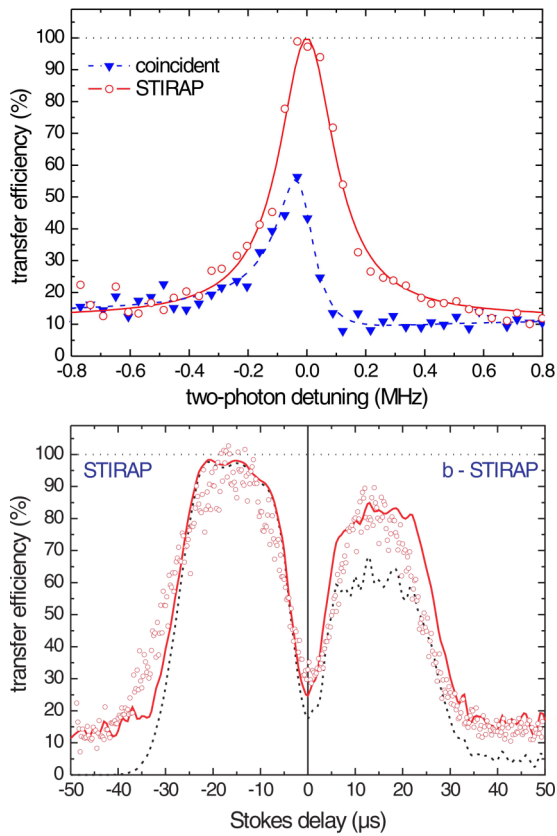 100
90
80
70
60
50
40
30
20
10
0
transfer efficiency (%)
coincident
STIRAP
-0.8 -0.6 -0.4 -0.2 0.0 0.2 0.4 0.6 0.8
two-photon detuning (MHz)
100
90
80
70
60
50
40
30
20
10
0
transfer efficiency (%)
STIRAP
b - STIRAP
-50 -40 -30 -20 -10 0 10 20 30 40 50
Stokes delay (µs)